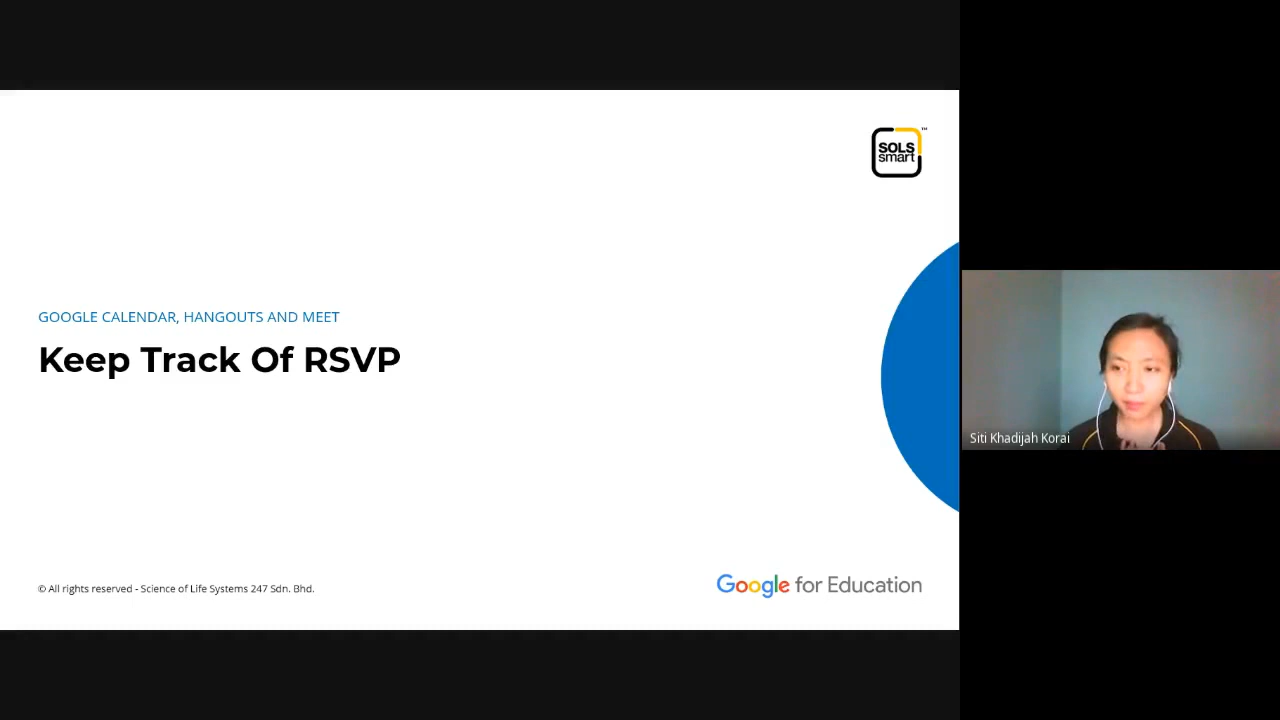 SOLS
smart
TM
GOOGLE CALENDAR, HANGOUTS AND MEET
Keep Track Of RSVP
Siti Khadijah Korai
© All rights reserved - Science of Life Systems 247 Sdn. Bhd.
Google for Education